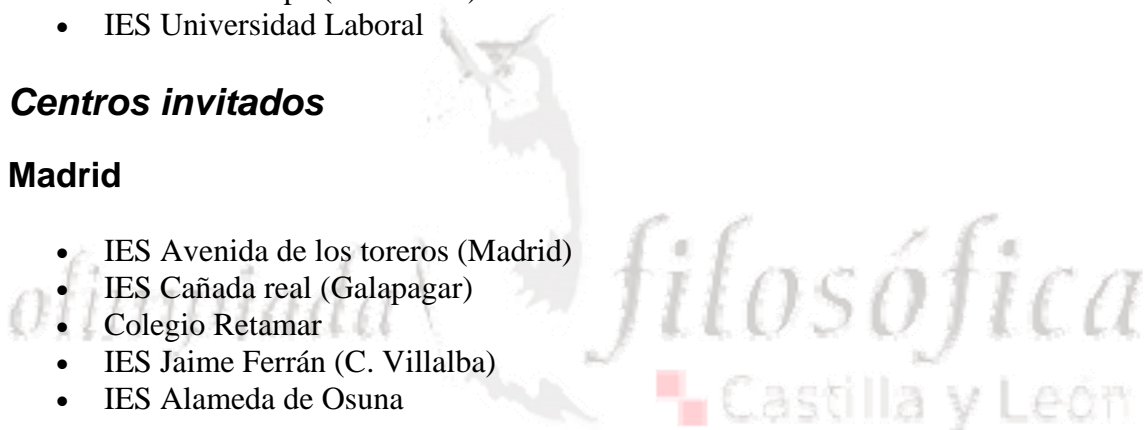 IES Universidad Laboral
Centros invitados
Madrid
IES Avenida de los toreros (Madrid)
IES Cañada real (Galapagar)
Colegio Retamar
IES Jaime Ferrán (C. Villalba)
IES Alameda de Osuna
olimpiada filosófica
Castilla y León